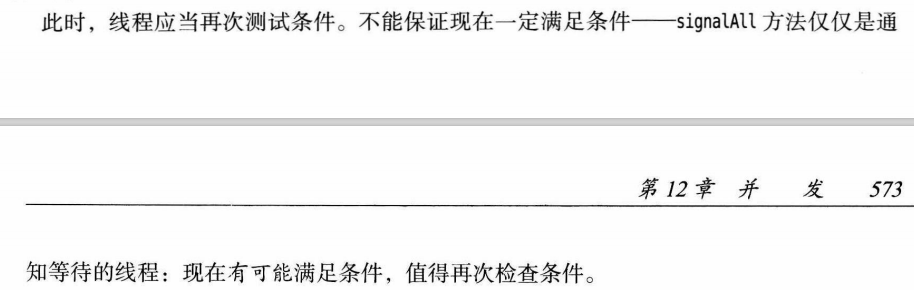 此时，线程应当再次测试条件。不能保证现在一定满足条件——signalAll 方法仅仅是通
第 12 章 并 发 573
知等待的线程：现在有可能满足条件，值得再次检查条件。